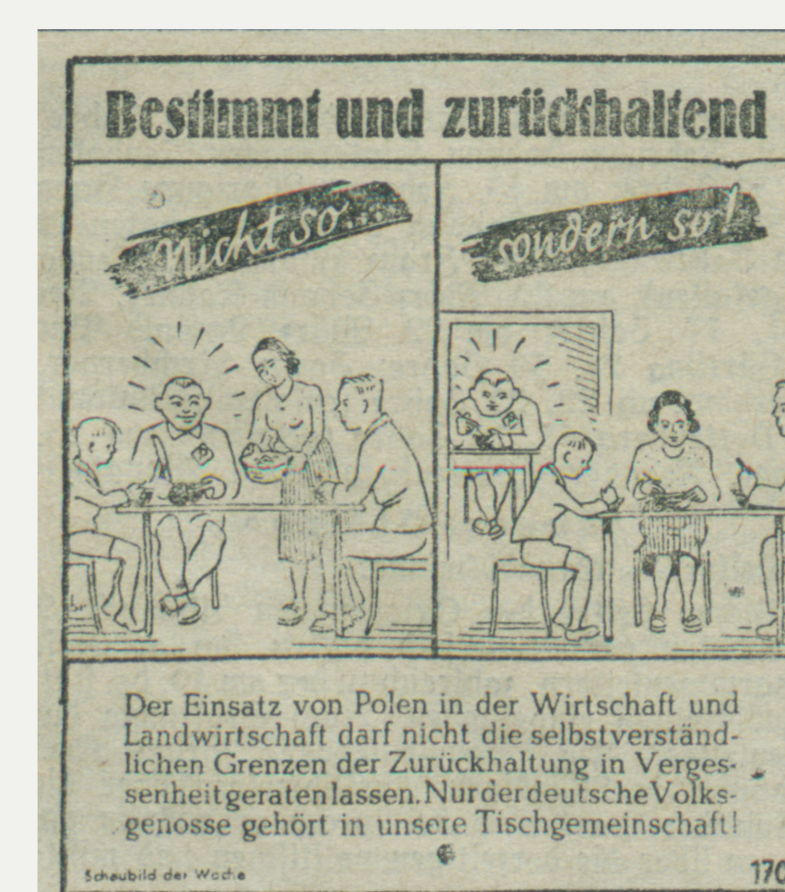 Bestimmt und zurückhaltend
nicht so...
sondern so!
Der Einsatz von Polen in der Wirtschaft und
Landwirtschaft darf nicht die selbstverständ-
lichen Grenzen der Zurückhaltung in Verges-
senheit geraten lassen. Nur der deutsche Volks-
genosse gehört in unsere Tischgemeinschaft!
Schaubild der Woche
170